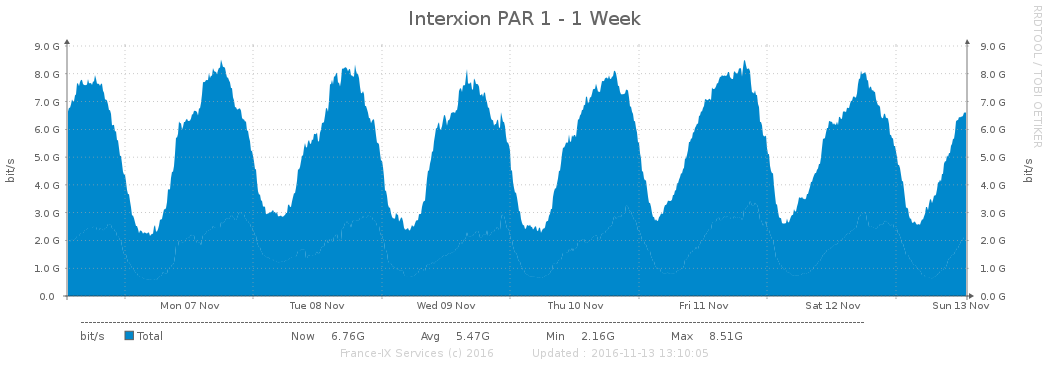 Interxion PAR 1 - 1 Week
RRDTOOL / TOBI OETIKER
9.0 G 9.0 G
8.0 G 8.0 G
7.0 G 7.0 G
6.0 G 6.0 G
5.0 G 5.0 G
4.0 G 4.0 G
3.0 G 3.0 G
2.0 G 2.0 G
1.0 G 1.0 G
0.0 0.0 G
bit/s
bit/s
Mon 07 Nov Tue 08 Nov Wed 09 Nov Thu 10 Nov Fri 11 Nov Sat 12 Nov Sun 13 Nov
bit/s Total Now 6.76G Avg 5.47G Min 2.16G Max 8.51G
France-IX Services (c) 2016 Updated : 2016-11-13 13:10:05